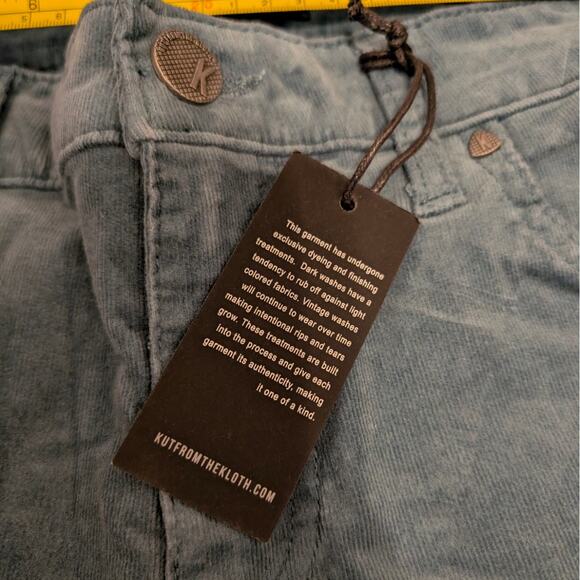 K
This garment has undergone
exclusive dyeing and finishing
treatments. Dark washes have a
tendency to rub off against light
colored fabrics. Vintage washes
will continue to wear over time
making intentional rips and tears
grow. These treatments are built
into the process and give each
garment its authenticity, making
it one of a kind.
KUTFROMTHEKLOTH.COM